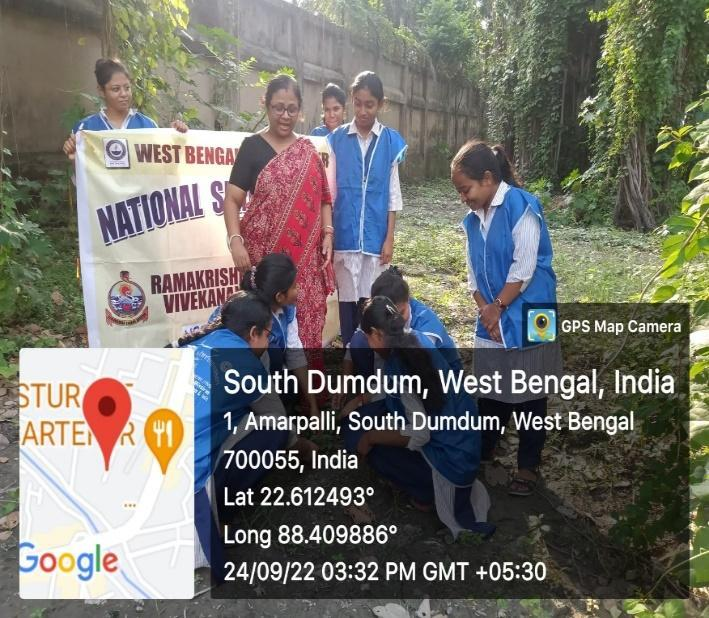 WEST BENGAL
NATIONAL
RAMAKRISH
VIVEKANA
GPS Map Camera
South Dumdum, West Bengal, India
1, Amarpalli, South Dumdum, West Bengal
700055, India
Lat 22.612493°
Long 88.409886°
24/09/22 03:32 PM GMT +05:30
Google